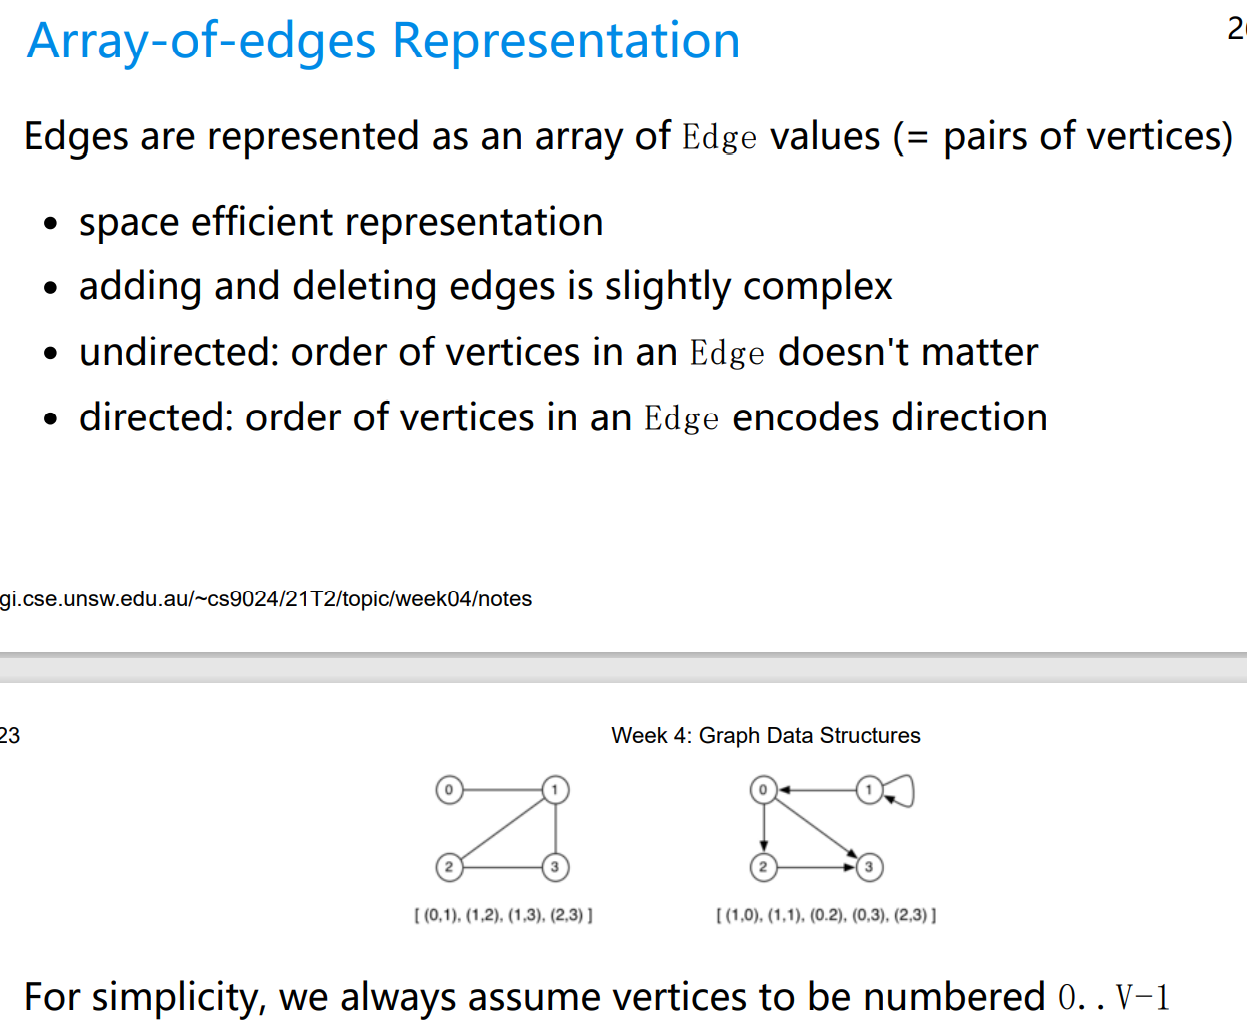 Array-of-edges Representation
Edges are represented as an array of Edge values (= pairs of vertices)
• space efficient representation
• adding and deleting edges is slightly complex
• undirected: order of vertices in an Edge doesn't matter
• directed: order of vertices in an Edge encodes direction
gi.cse.unsw.edu.au/~cs9024/21T2/topic/week04/notes
23 Week 4: Graph Data Structures
0 1 0 1
2 3 2 3
[ (0,1), (1,2), (1,3), (2,3) ] [ (1,0), (1,1), (0.2), (0,3), (2,3) ]
For simplicity, we always assume vertices to be numbered 0..V-1